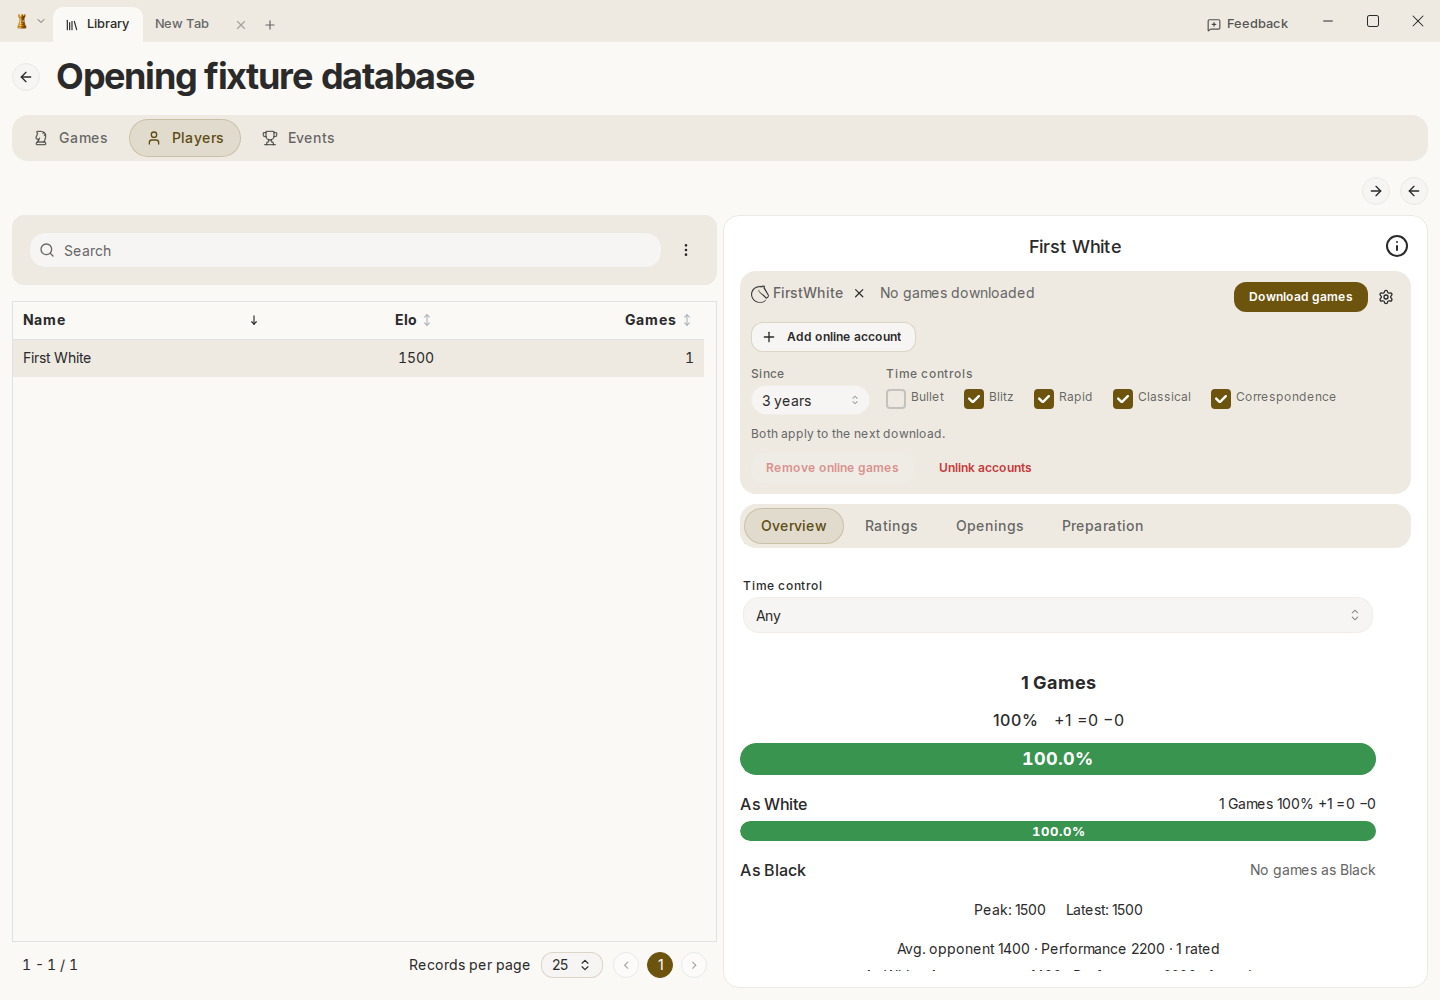 Library
New Tab
Feedback
Opening fixture database
Games
Players
Events
Search
Name
Elo
Games
First White
1500
1
1 - 1 / 1
Records per page
25
1
First White
FirstWhite
No games downloaded
Download games
Add online account
Since
Time controls
3 years
Bullet
Blitz
Rapid
Classical
Correspondence
Both apply to the next download.
Remove online games
Unlink accounts
Overview
Ratings
Openings
Preparation
Time control
Any
1 Games
100% +1 =0 −0
100.0%
As White
1 Games 100% +1 =0 −0
100.0%
As Black
No games as Black
Peak: 1500
Latest: 1500
Avg. opponent 1400 · Performance 2200 · 1 rated